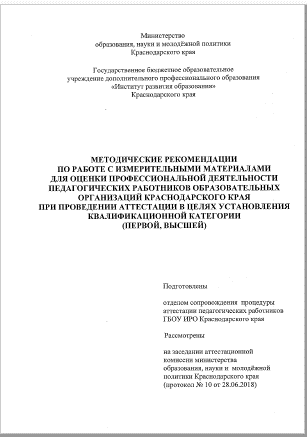 Министерство
образования, науки и молодёжной политики
Краснодарского края
Государственное бюджетное образовательное
учреждение дополнительного профессионального образования
«Институт развития образования»
Краснодарского края
МЕТОДИЧЕСКИЕ РЕКОМЕНДАЦИИ
ПО РАБОТЕ С ИЗМЕРИТЕЛЬНЫМИ МАТЕРИАЛАМИ
ДЛЯ ОЦЕНКИ ПРОФЕССИОНАЛЬНОЙ ДЕЯТЕЛЬНОСТИ
ПЕДАГОГИЧЕСКИХ РАБОТНИКОВ ОБРАЗОВАТЕЛЬНЫХ
ОРГАНИЗАЦИЙ КРАСНОДАРСКОГО КРАЯ
ПРИ ПРОВЕДЕНИИ АТТЕСТАЦИИ В ЦЕЛЯХ УСТАНОВЛЕНИЯ
КВАЛИФИКАЦИОННОЙ КАТЕГОРИИ
(ПЕРВОЙ, ВЫСШЕЙ)
Подготовлены
отделом сопровождения процедуры
аттестации педагогических работников
ГБОУ ИРО Краснодарского края
Рассмотрены
на заседании аттестационной
комиссии министерства
образования, науки и молодёжной
политики Краснодарского края
(протокол № 10 от 28.06.2018)